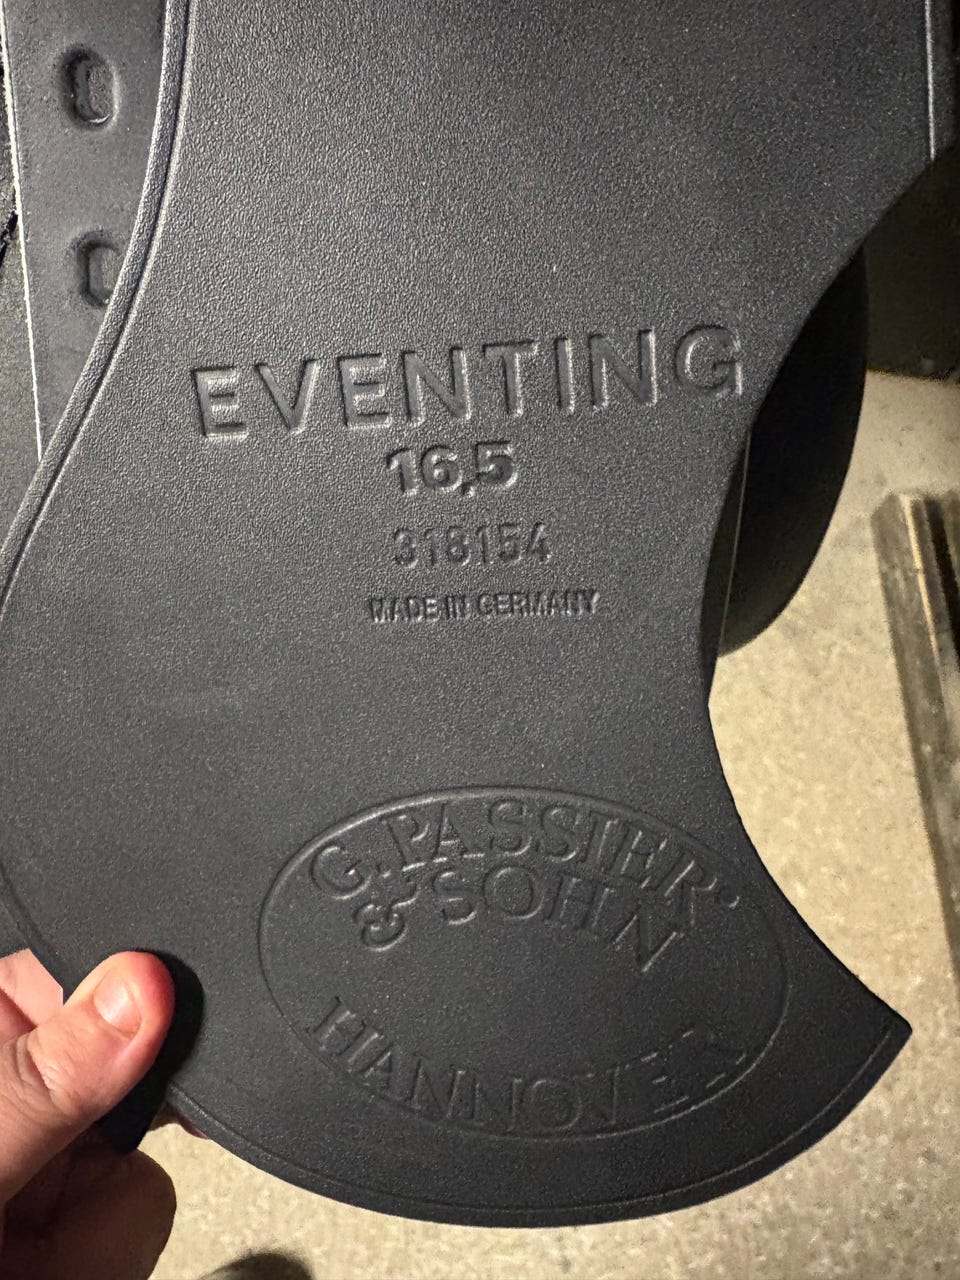 EVENTING
16,5
318154
MADE IN GERMANY
G. PASSIER
& SOHN
HANNOVER